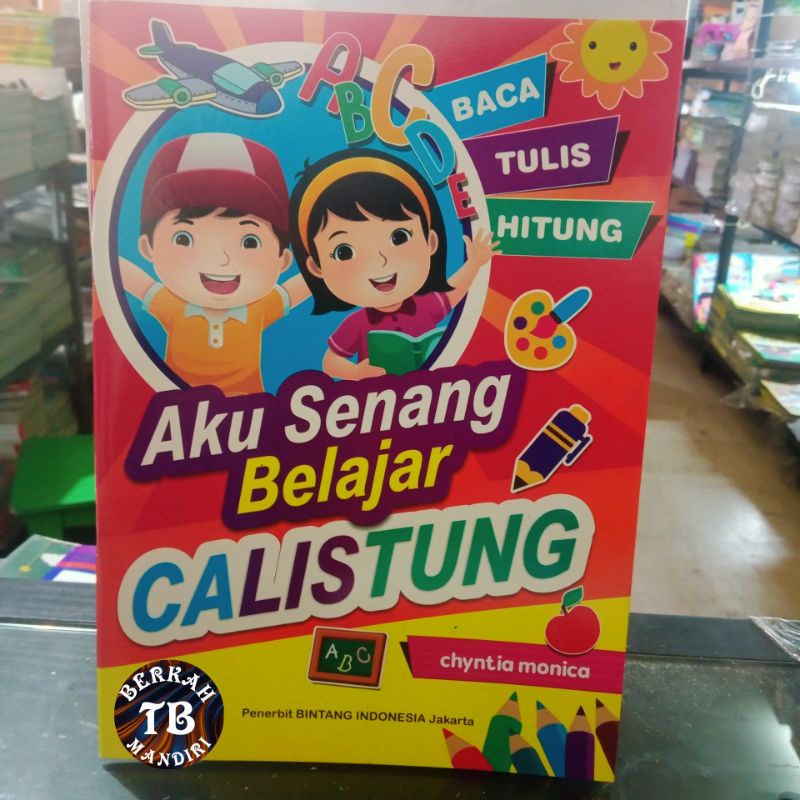 ABCDE
BACA
TULIS
HITUNG
Aku Senang
Belajar
CALISTUNG
ABC
chyntia monica
Penerbit BINTANG INDONESIA Jakarta
BERKAH
TB
MANDIRI